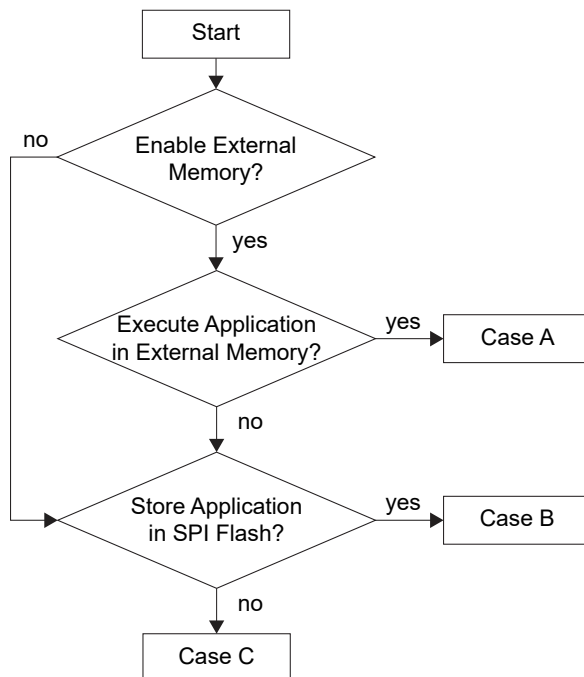 Start
no
Enable External
Memory?
yes
Execute Application
in External Memory?
yes
Case A
no
Store Application
in SPI Flash?
yes
Case B
no
Case C